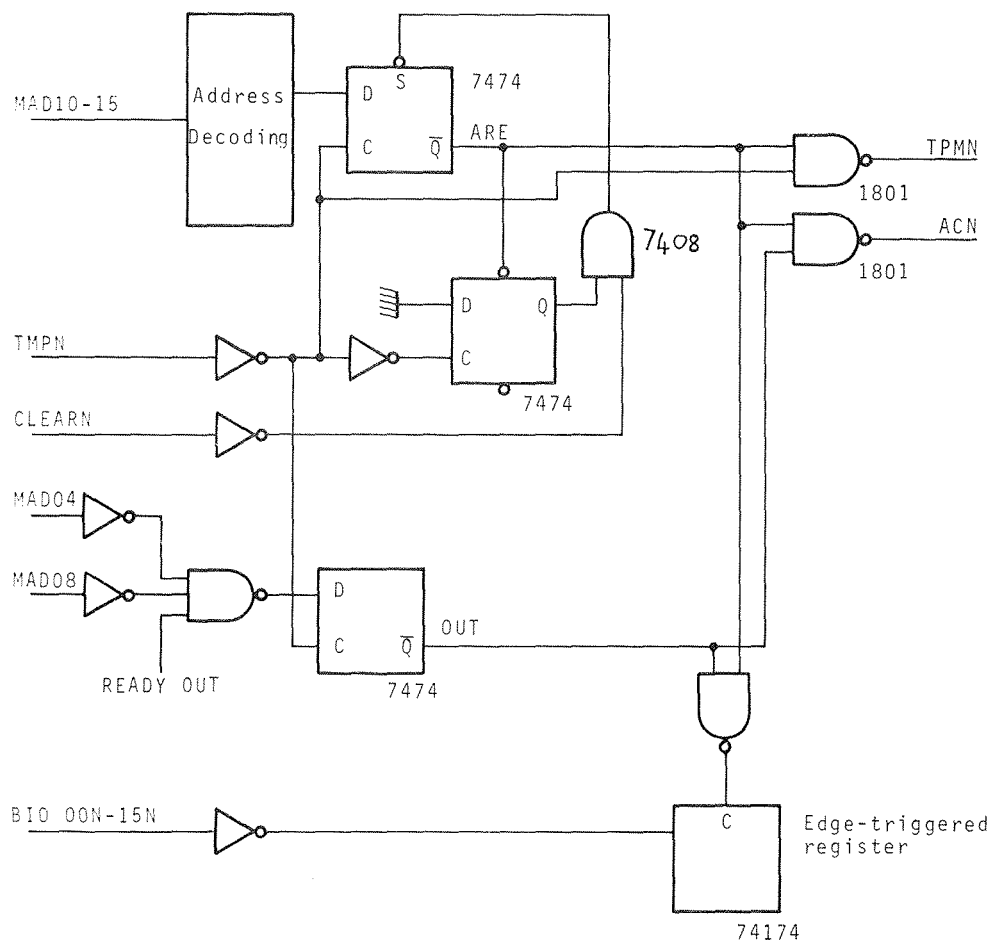 MAD10-15
Address
Decoding
D
S
C
Q̅
7474
ARE
TPMN
1801
ACN
1801
7408
D
Q
C
7474
TMPN
CLEARN
MAD04
MAD08
READY OUT
D
C
Q̅
OUT
7474
BIO 00N-15N
C
Edge-triggered
register
74174